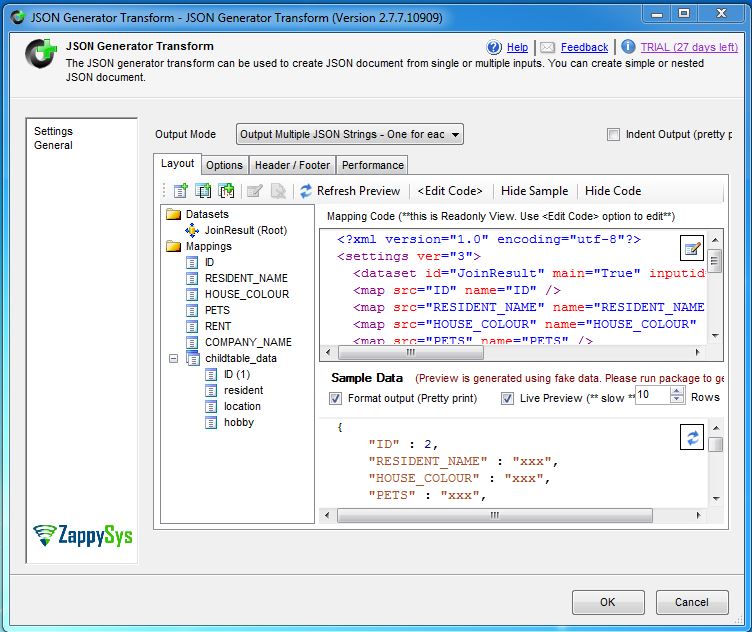 JSON Generator Transform - JSON Generator Transform (Version 2.7.7.10909)
JSON Generator Transform
Help
Feedback
TRIAL (27 days left)
The JSON generator transform can be used to create JSON document from single or multiple inputs. You can create simple or nested
JSON document.
Settings
General
Output Mode
Output Multiple JSON Strings - One for eac
Indent Output (pretty p
Layout
Options
Header / Footer
Performance
Refresh Preview
<Edit Code>
Hide Sample
Hide Code
Datasets
JoinResult (Root)
Mappings
ID
RESIDENT_NAME
HOUSE_COLOUR
PETS
RENT
COMPANY_NAME
childtable_data
ID (1)
resident
location
hobby
Mapping Code (**this is Readonly View. Use <Edit Code> option to edit**)
<?xml version="1.0" encoding="utf-8"?>
<settings ver="3">
<dataset id="JoinResult" main="True" inputid
<map src="ID" name="ID" />
<map src="RESIDENT_NAME" name="RESIDENT_NAME
<map src="HOUSE_COLOUR" name="HOUSE_COLOUR"
<map src="PETS" name="PETS" />
Sample Data
(Preview is generated using fake data. Please run package to ge
Format output (Pretty print)
Live Preview (** slow **
10
Rows
{
"ID" : 2,
"RESIDENT_NAME" : "xxx",
"HOUSE_COLOUR" : "xxx",
"PETS" : "xxx",
ZappySys
OK
Cancel